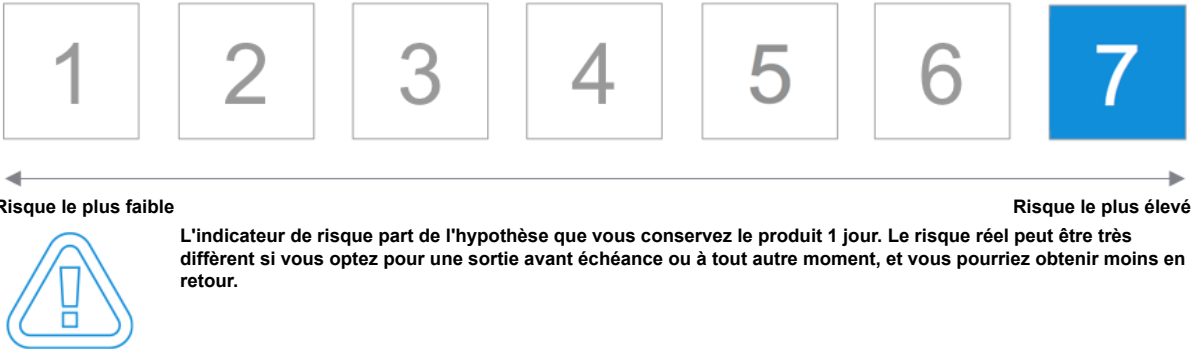 1 2 3 4 5 6 7
Risque le plus faible Risque le plus élevé
L'indicateur de risque part de l'hypothèse que vous conservez le produit 1 jour. Le risque réel peut être très
diffèrent si vous optez pour une sortie avant échéance ou à tout autre moment, et vous pourriez obtenir moins en
retour.